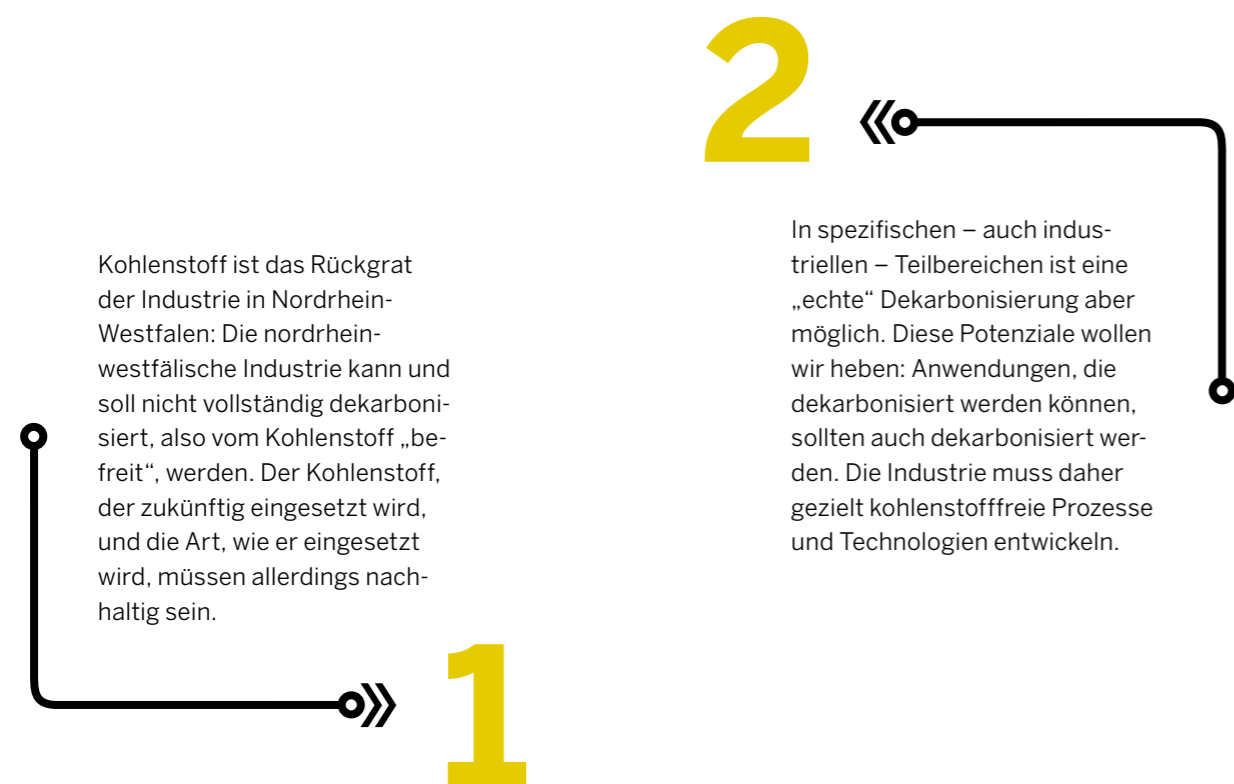 Kohlenstoff ist das Rückgrat
der Industrie in Nordrhein-
Westfalen: Die nordrhein-
westfälische Industrie kann und
soll nicht vollständig dekarboni-
siert, also vom Kohlenstoff „be-
freit“, werden. Der Kohlenstoff,
der zukünftig eingesetzt wird,
und die Art, wie er eingesetzt
wird, müssen allerdings nach-
haltig sein.
1
2
In spezifischen – auch indus-
triellen – Teilbereichen ist eine
„echte“ Dekarbonisierung aber
möglich. Diese Potenziale wollen
wir heben: Anwendungen, die
dekarbonisiert werden können,
sollten auch dekarbonisiert wer-
den. Die Industrie muss daher
gezielt kohlenstofffreie Prozesse
und Technologien entwickeln.